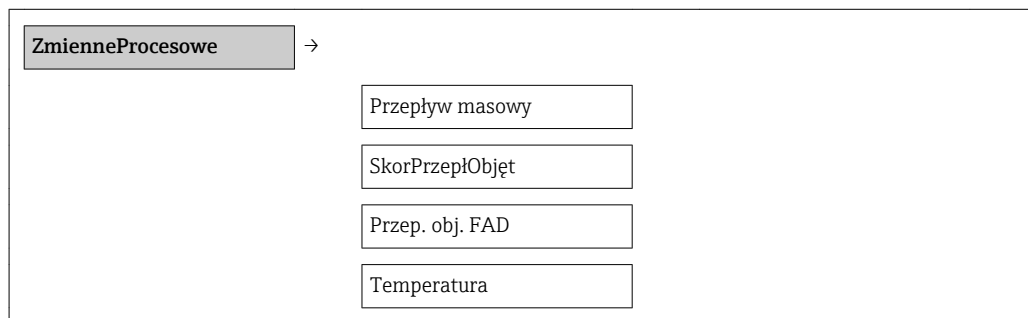 ZmienneProcesowe →
Przepływ masowy
SkorPrzepłObjęt
Przep. obj. FAD
Temperatura